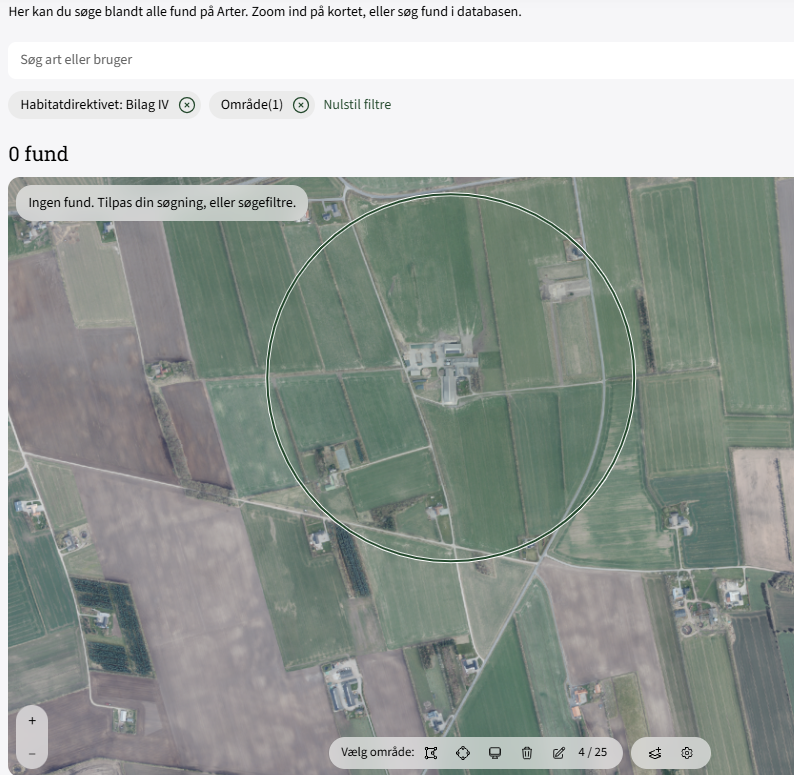 Her kan du søge blandt alle fund på Arter. Zoom ind på kortet, eller søg fund i databasen.
Søg art eller bruger
Habitatdirektivet: Bilag IV Område(1) Nulstil filtre
0 fund
Ingen fund. Tilpas din søgning, eller søgefiltre.
+
−
Vælg område: 4 / 25